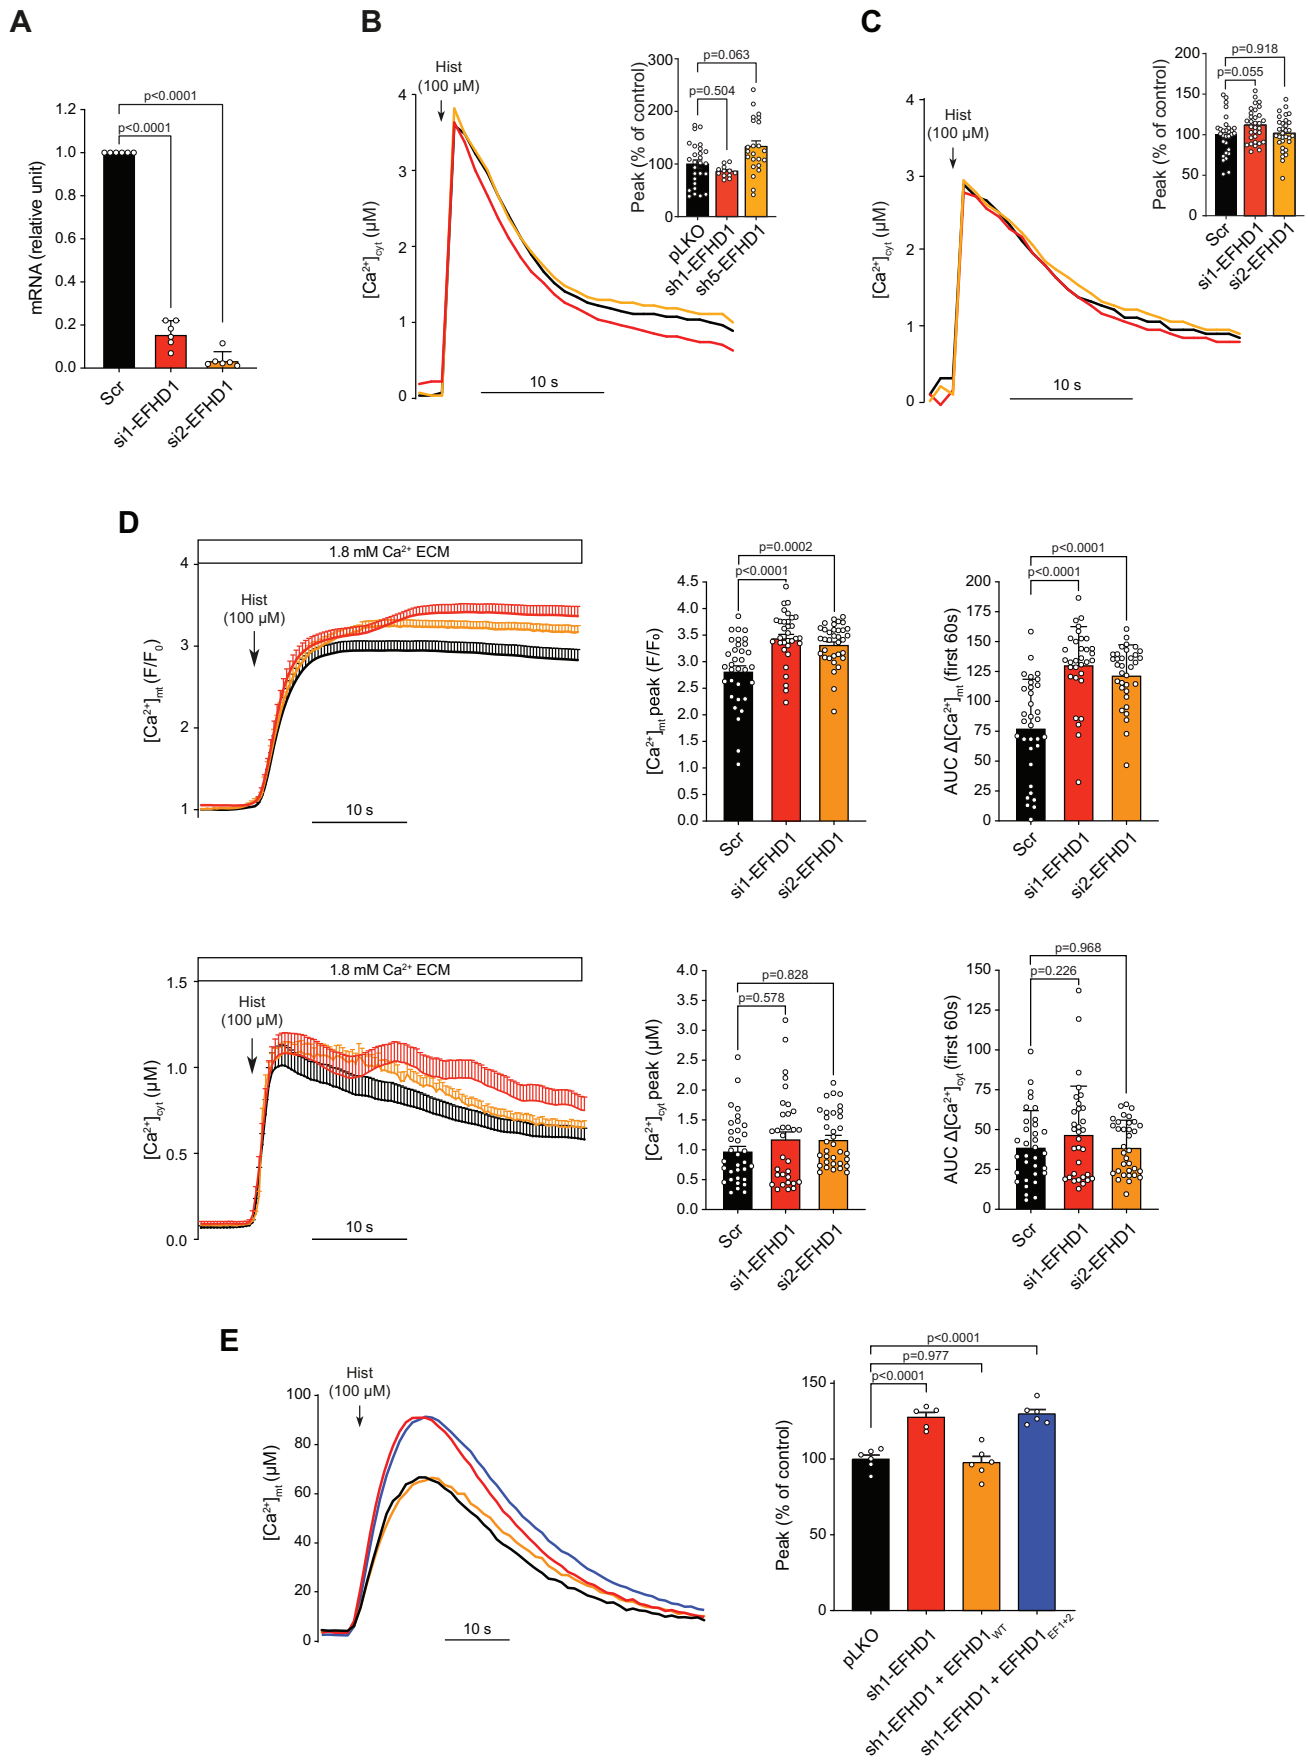 A
mRNA (relative unit)
1.2
1.0
0.8
0.6
0.4
0.2
0.0
p<0.0001
p<0.0001
Scr
si1-EFHD1
si2-EFHD1
B
Hist
(100 µM)
[Ca²⁺]cyt (µM)
4
3
2
1
0
10 s
Peak (% of control)
300
200
100
0
p=0.063
p=0.504
pLKO
sh1-EFHD1
sh5-EFHD1
C
Hist
(100 µM)
[Ca²⁺]cyt (µM)
4
3
2
1
0
10 s
Peak (% of control)
200
150
100
50
0
p=0.918
p=0.055
Scr
si1-EFHD1
si2-EFHD1
D
1.8 mM Ca²⁺ ECM
Hist
(100 µM)
[Ca²⁺]mt (F/F₀)
4
3
2
1
10 s
[Ca²⁺]mt peak (F/F₀)
4.5
4.0
3.5
3.0
2.5
2.0
1.5
1.0
0.5
0.0
p=0.0002
p<0.0001
Scr
si1-EFHD1
si2-EFHD1
AUC Δ[Ca²⁺]mt (first 60s)
200
175
150
125
100
75
50
25
0
p<0.0001
p<0.0001
Scr
si1-EFHD1
si2-EFHD1
1.8 mM Ca²⁺ ECM
Hist
(100 µM)
[Ca²⁺]cyt (µM)
1.5
1.0
0.5
0.0
10 s
[Ca²⁺]cyt peak (µM)
4.0
3.5
3.0
2.5
2.0
1.5
1.0
0.5
0.0
p=0.828
p=0.578
Scr
si1-EFHD1
si2-EFHD1
AUC Δ[Ca²⁺]cyt (first 60s)
150
125
100
75
50
25
0
p=0.968
p=0.226
Scr
si1-EFHD1
si2-EFHD1
E
Hist
(100 µM)
[Ca²⁺]mt (µM)
100
80
60
40
20
0
10 s
Peak (% of control)
150
100
50
0
p<0.0001
p=0.977
p<0.0001
pLKO
sh1-EFHD1
sh1-EFHD1 + EFHD1WT
sh1-EFHD1 + EFHD1EF1+2